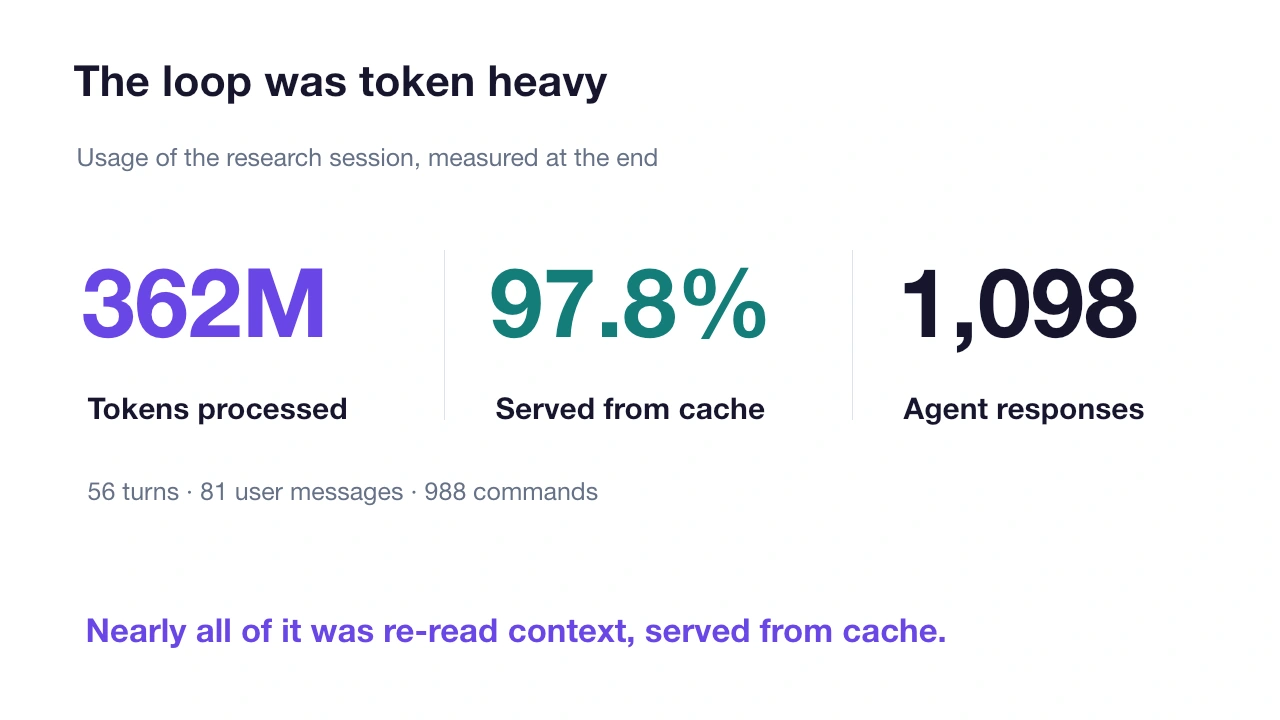 The loop was token heavy
Usage of the research session, measured at the end
362M
Tokens processed
97.8%
Served from cache
1,098
Agent responses
56 turns · 81 user messages · 988 commands
Nearly all of it was re-read context, served from cache.